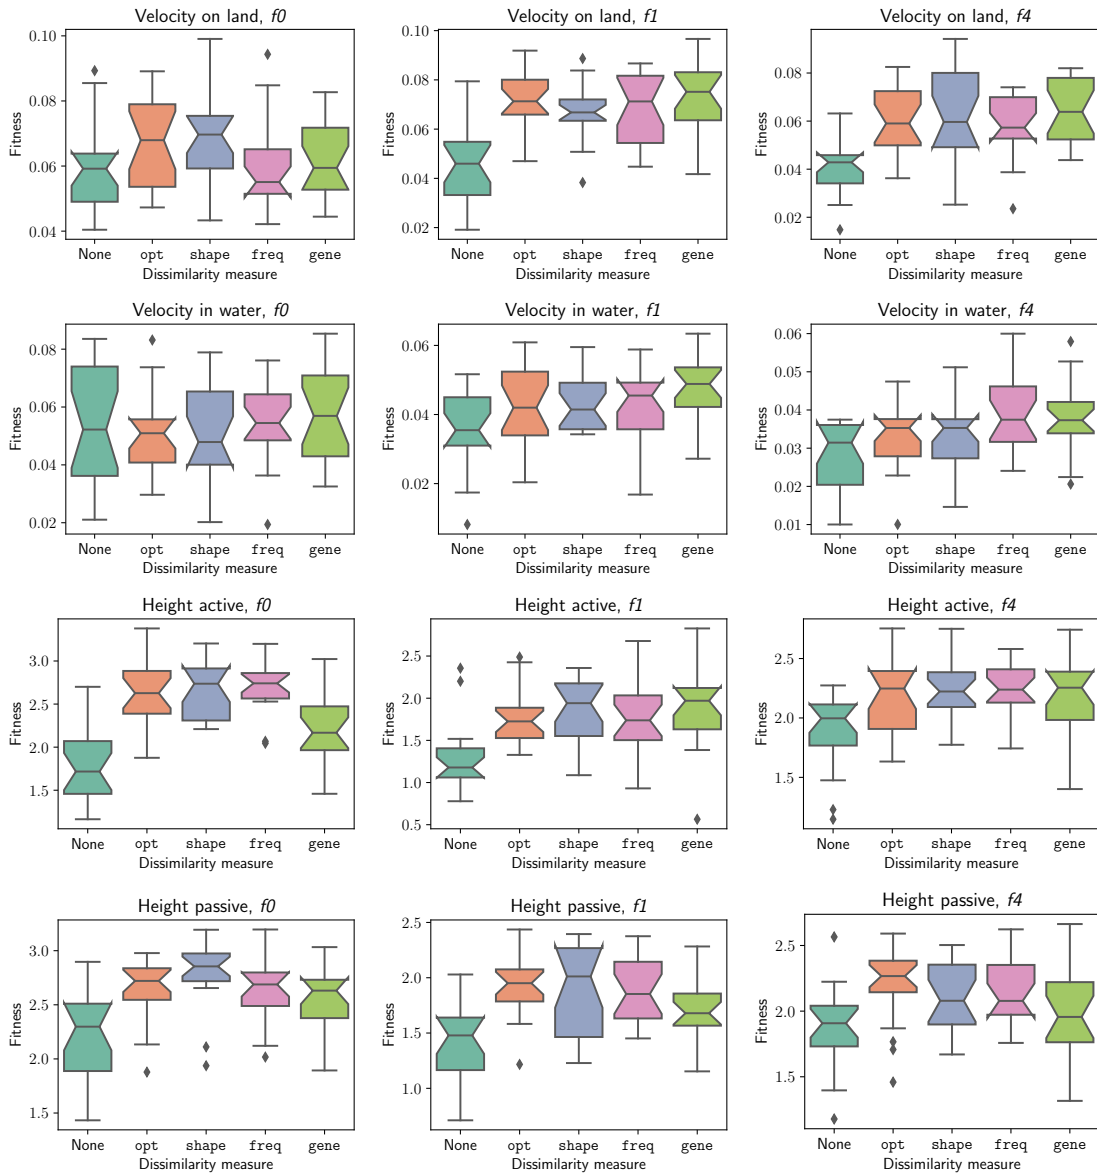 Velocity on land, f0
Fitness
0.10
0.08
0.06
0.04
None opt shape freq gene
Dissimilarity measure
Velocity on land, f1
Fitness
0.10
0.08
0.06
0.04
0.02
None opt shape freq gene
Dissimilarity measure
Velocity on land, f4
Fitness
0.08
0.06
0.04
0.02
None opt shape freq gene
Dissimilarity measure
Velocity in water, f0
Fitness
0.08
0.06
0.04
0.02
None opt shape freq gene
Dissimilarity measure
Velocity in water, f1
Fitness
0.06
0.04
0.02
None opt shape freq gene
Dissimilarity measure
Velocity in water, f4
Fitness
0.06
0.05
0.04
0.03
0.02
0.01
None opt shape freq gene
Dissimilarity measure
Height active, f0
Fitness
3.0
2.5
2.0
1.5
None opt shape freq gene
Dissimilarity measure
Height active, f1
Fitness
2.5
2.0
1.5
1.0
0.5
None opt shape freq gene
Dissimilarity measure
Height active, f4
Fitness
2.5
2.0
1.5
None opt shape freq gene
Dissimilarity measure
Height passive, f0
Fitness
3.0
2.5
2.0
1.5
None opt shape freq gene
Dissimilarity measure
Height passive, f1
Fitness
2.5
2.0
1.5
1.0
None opt shape freq gene
Dissimilarity measure
Height passive, f4
Fitness
2.5
2.0
1.5
None opt shape freq gene
Dissimilarity measure